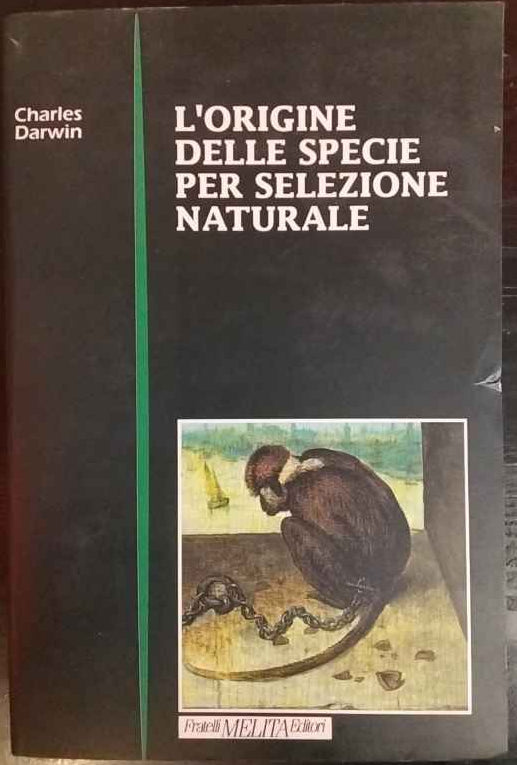 Charles
Darwin
L'ORIGINE
DELLE SPECIE
PER SELEZIONE
NATURALE
Fratelli MELITA Editori